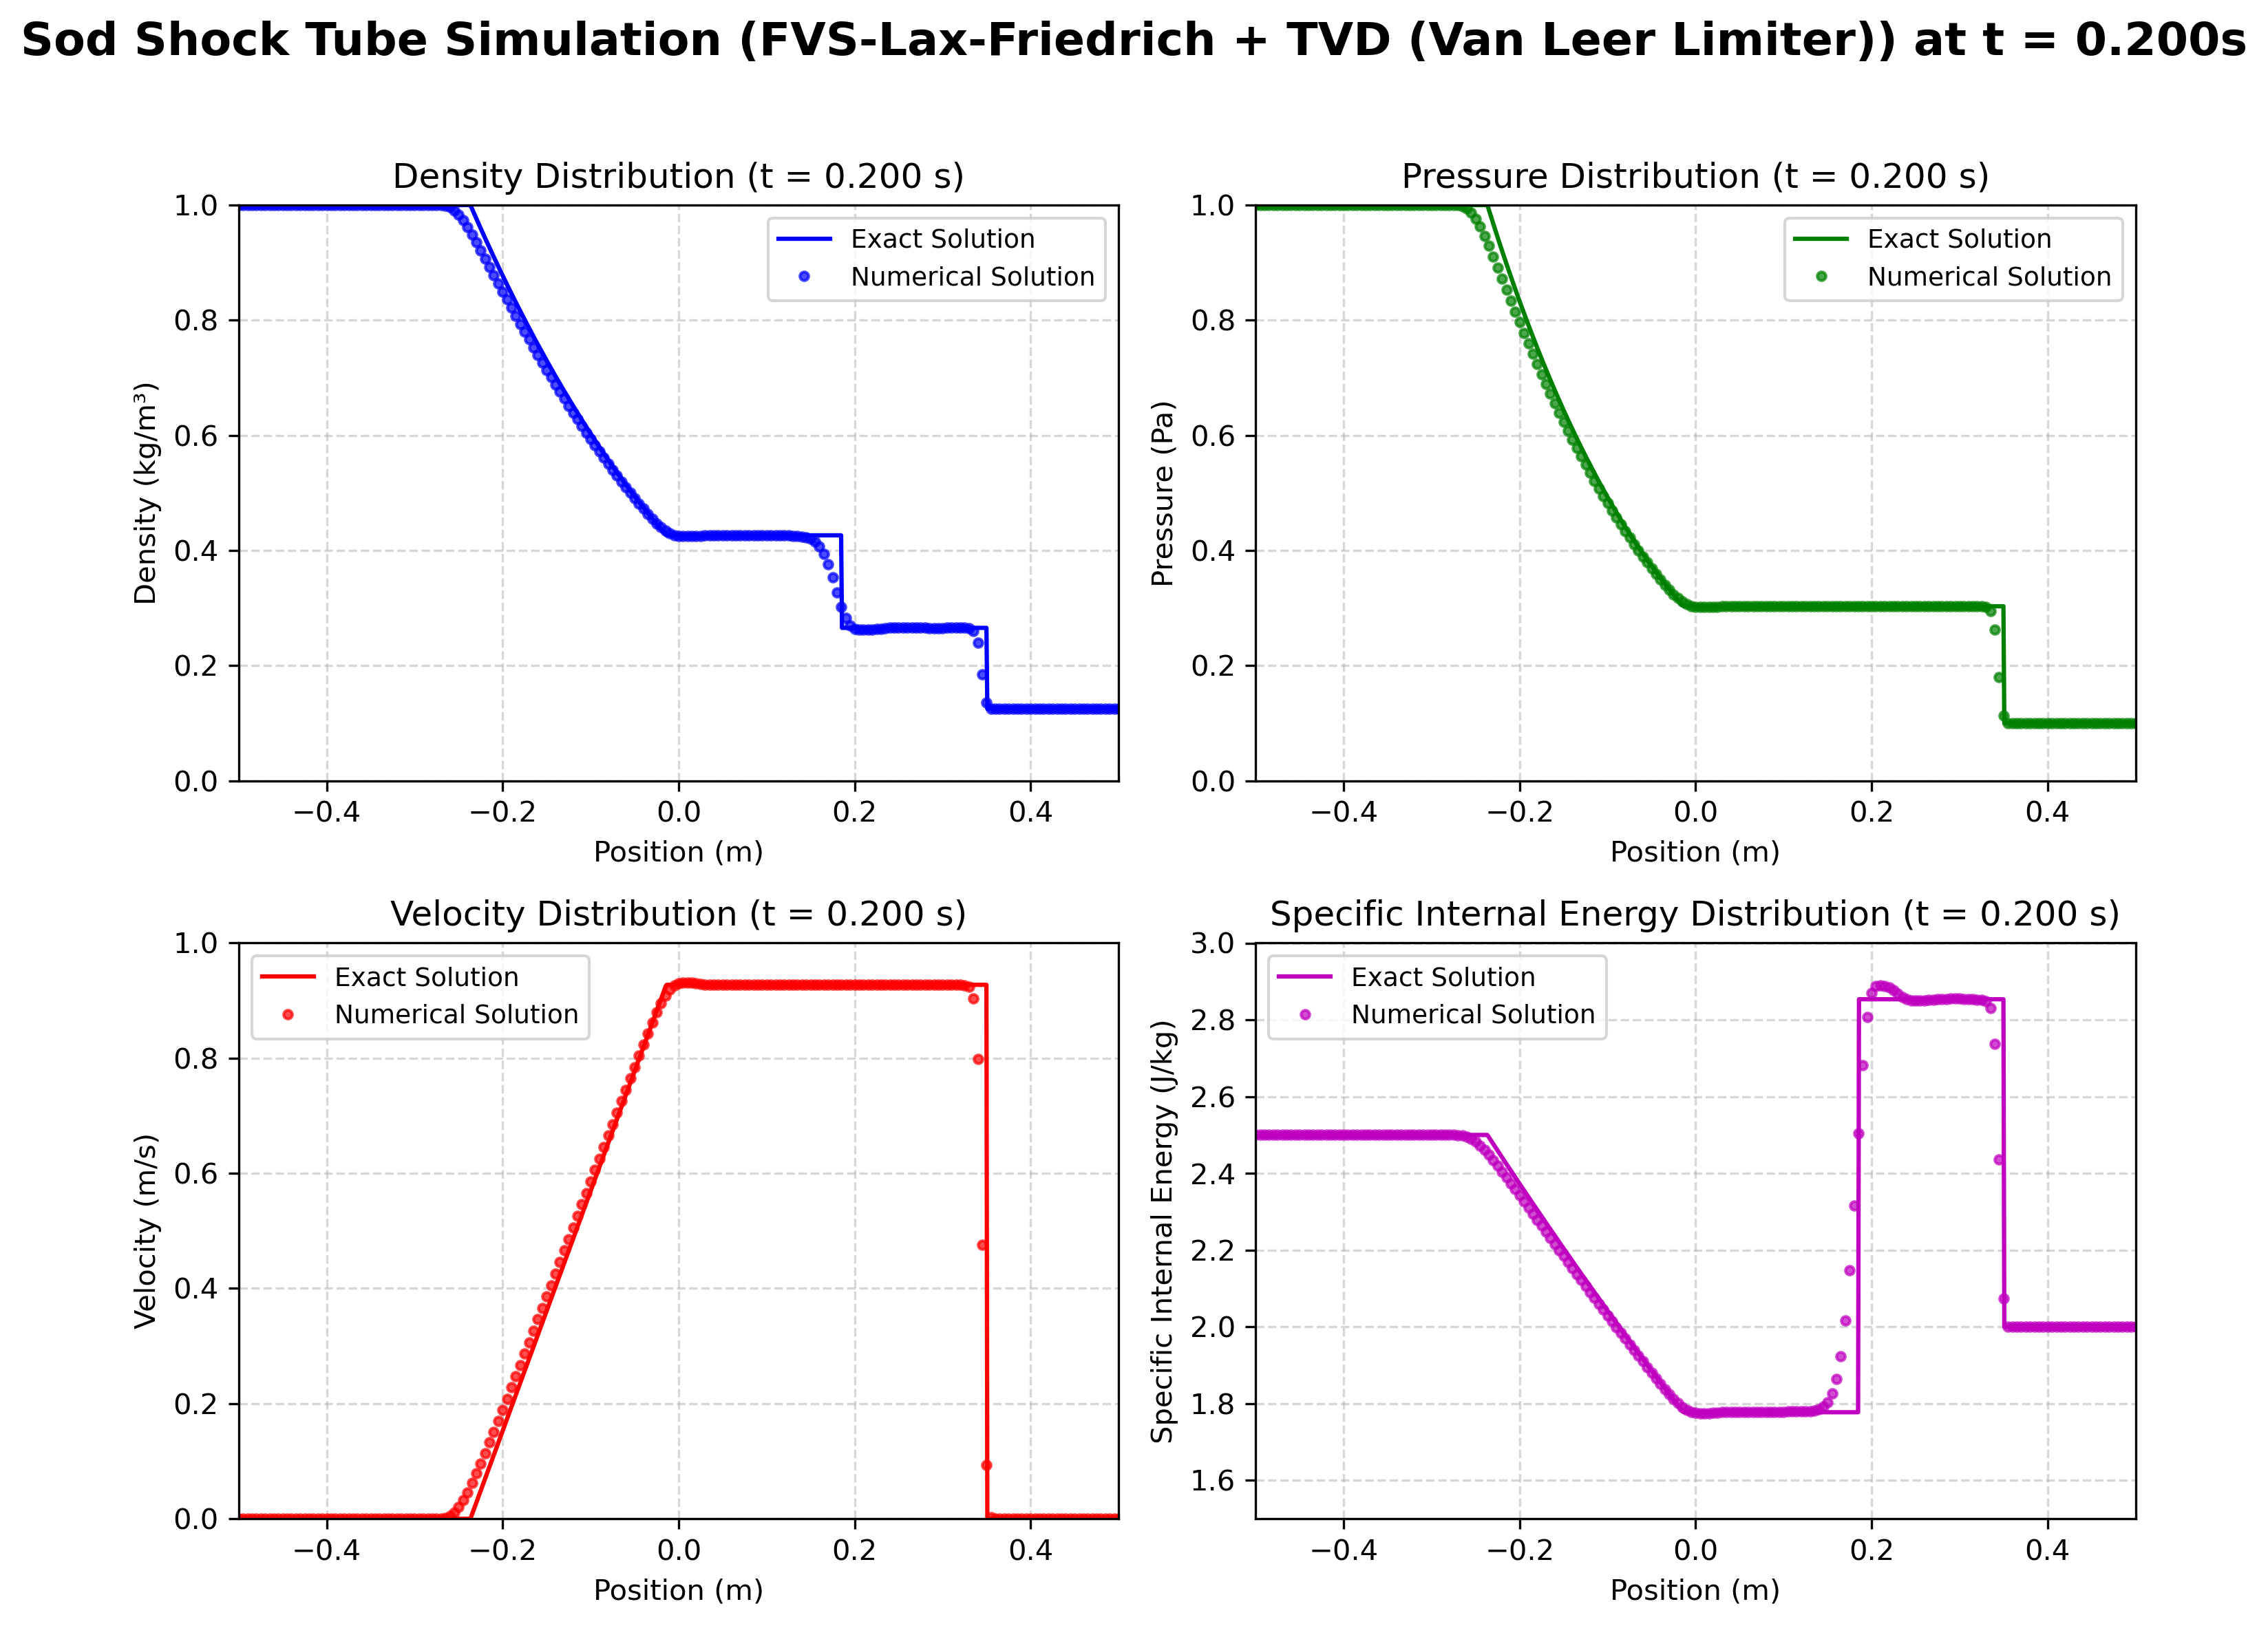 Sod Shock Tube Simulation (FVS-Lax-Friedrich + TVD (Van Leer Limiter)) at t = 0.200s
Density Distribution (t = 0.200 s)
1.0
0.8
0.6
0.4
0.2
0.0
Density (kg/m³)
Exact Solution
Numerical Solution
−0.4
−0.2
0.0
0.2
0.4
Position (m)
Pressure Distribution (t = 0.200 s)
1.0
0.8
0.6
0.4
0.2
0.0
Pressure (Pa)
Exact Solution
Numerical Solution
−0.4
−0.2
0.0
0.2
0.4
Position (m)
Velocity Distribution (t = 0.200 s)
1.0
0.8
0.6
0.4
0.2
0.0
Velocity (m/s)
Exact Solution
Numerical Solution
−0.4
−0.2
0.0
0.2
0.4
Position (m)
Specific Internal Energy Distribution (t = 0.200 s)
3.0
2.8
2.6
2.4
2.2
2.0
1.8
1.6
Specific Internal Energy (J/kg)
Exact Solution
Numerical Solution
−0.4
−0.2
0.0
0.2
0.4
Position (m)